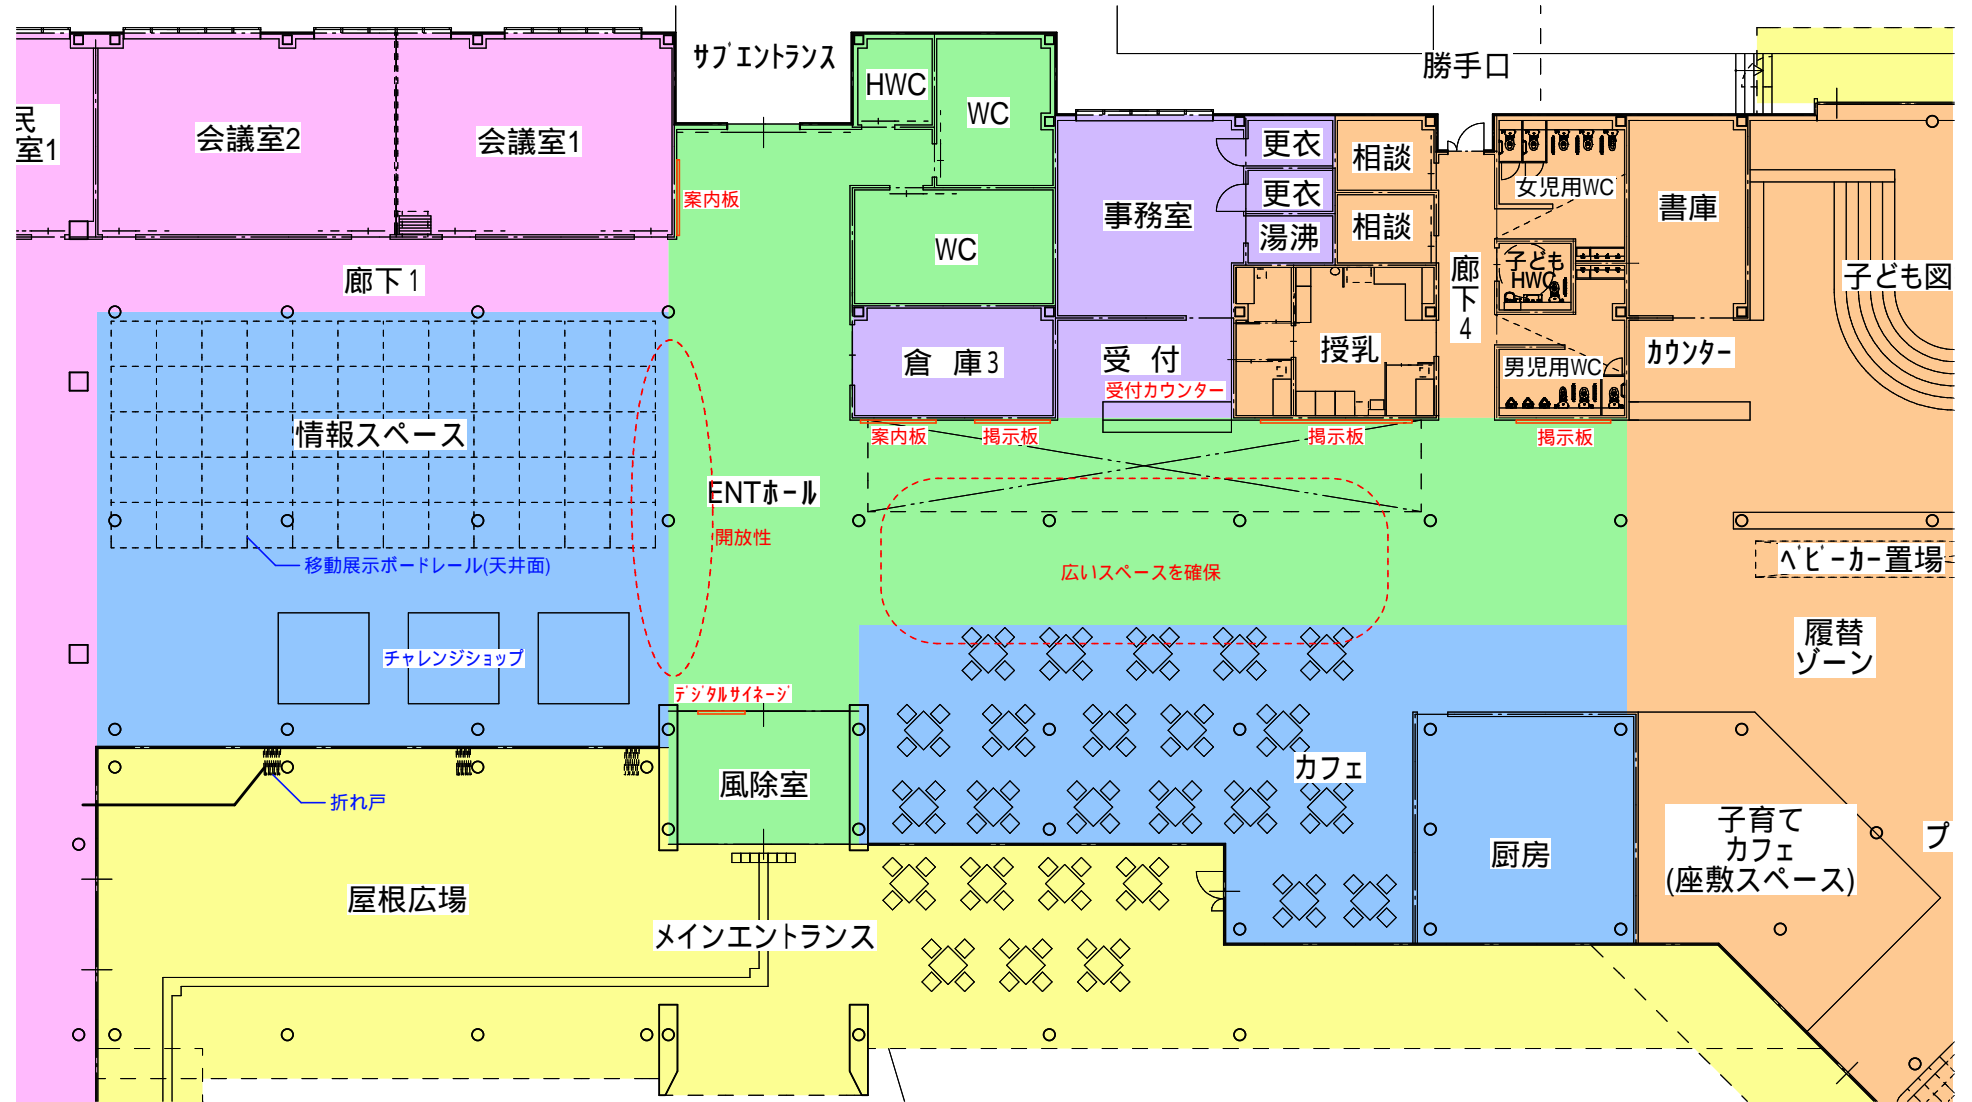 サブエントランス
勝手口
HWC
WC
民
室1
会議室2
会議室1
更衣
相談
案内板
女児用WC
更衣
書庫
事務室
相談
湯沸
WC
廊下1
子ども
HWC
廊下4
子ども図
倉 庫3
受 付
授乳
男児用WC
カウンター
受付カウンター
情報スペース
案内板
掲示板
掲示板
掲示板
ENTホール
開放性
移動展示ボードレール(天井面)
広いスペースを確保
ベビーカー置場
チャレンジショップ
履替
ゾーン
デジタルサイネージ
風除室
カフェ
折れ戸
子育て
カフェ
(座敷スペース)
プ
厨房
屋根広場
メインエントランス